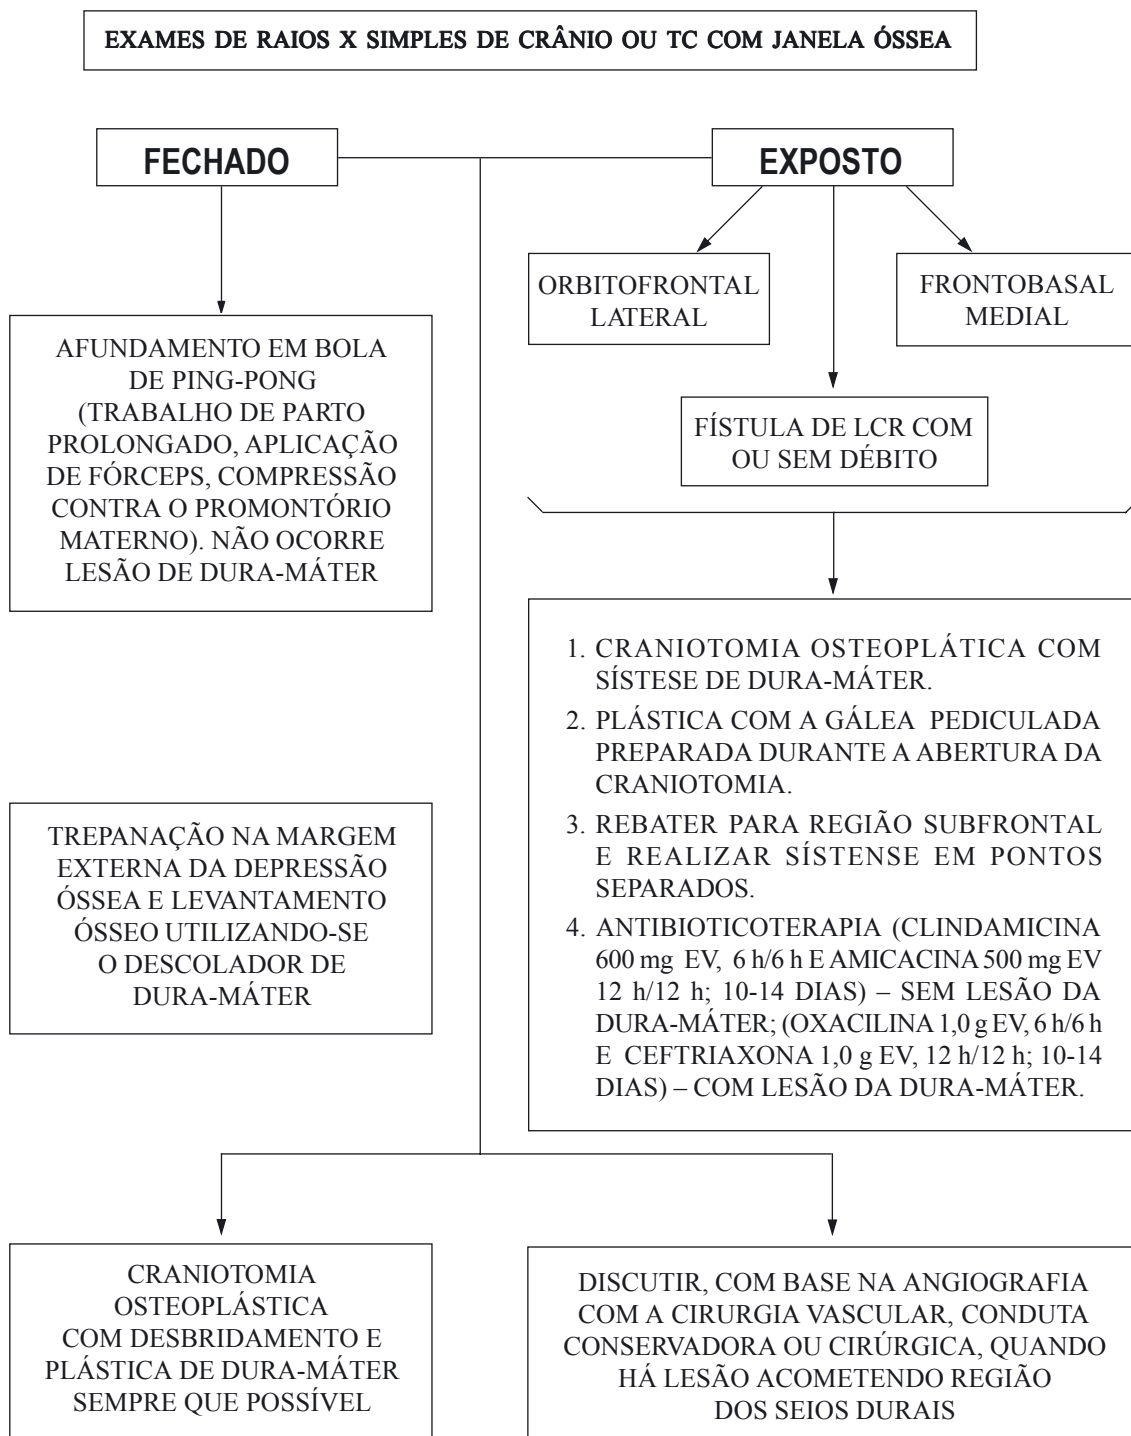 EXAMES DE RAIOS X SIMPLES DE CRÂNIO OU TC COM JANELA ÓSSEA
FECHADO
EXPOSTO
ORBITOFRONTAL
LATERAL
FRONTOBASAL
MEDIAL
FÍSTULA DE LCR COM
OU SEM DÉBITO
AFUNDAMENTO EM BOLA
DE PING-PONG
(TRABALHO DE PARTO
PROLONGADO, APLICAÇÃO
DE FÓRCEPS, COMPRESSÃO
CONTRA O PROMONTÓRIO
MATERNO). NÃO OCORRE
LESÃO DE DURA-MÁTER
1. CRANIOTOMIA OSTEOPLÁTICA COM
SÍSTESE DE DURA-MÁTER.
2. PLÁSTICA COM A GÁLEA PEDICULADA
PREPARADA DURANTE A ABERTURA DA
CRANIOTOMIA.
3. REBATER PARA REGIÃO SUBFRONTAL
E REALIZAR SÍSTENSE EM PONTOS
SEPARADOS.
4. ANTIBIOTICOTERAPIA (CLINDAMICINA
600 mg EV, 6 h/6 h E AMICACINA 500 mg EV
12 h/12 h; 10-14 DIAS) – SEM LESÃO DA
DURA-MÁTER; (OXACILINA 1,0 g EV, 6 h/6 h
E CEFTRIAXONA 1,0 g EV, 12 h/12 h; 10-14
DIAS) – COM LESÃO DA DURA-MÁTER.
TREPANAÇÃO NA MARGEM
EXTERNA DA DEPRESSÃO
ÓSSEA E LEVANTAMENTO
ÓSSEO UTILIZANDO-SE
O DESCOLADOR DE
DURA-MÁTER
CRANIOTOMIA
OSTEOPLÁSTICA
COM DESBRIDAMENTO E
PLÁSTICA DE DURA-MÁTER
SEMPRE QUE POSSÍVEL
DISCUTIR, COM BASE NA ANGIOGRAFIA
COM A CIRURGIA VASCULAR, CONDUTA
CONSERVADORA OU CIRÚRGICA, QUANDO
HÁ LESÃO ACOMETENDO REGIÃO
DOS SEIOS DURAIS